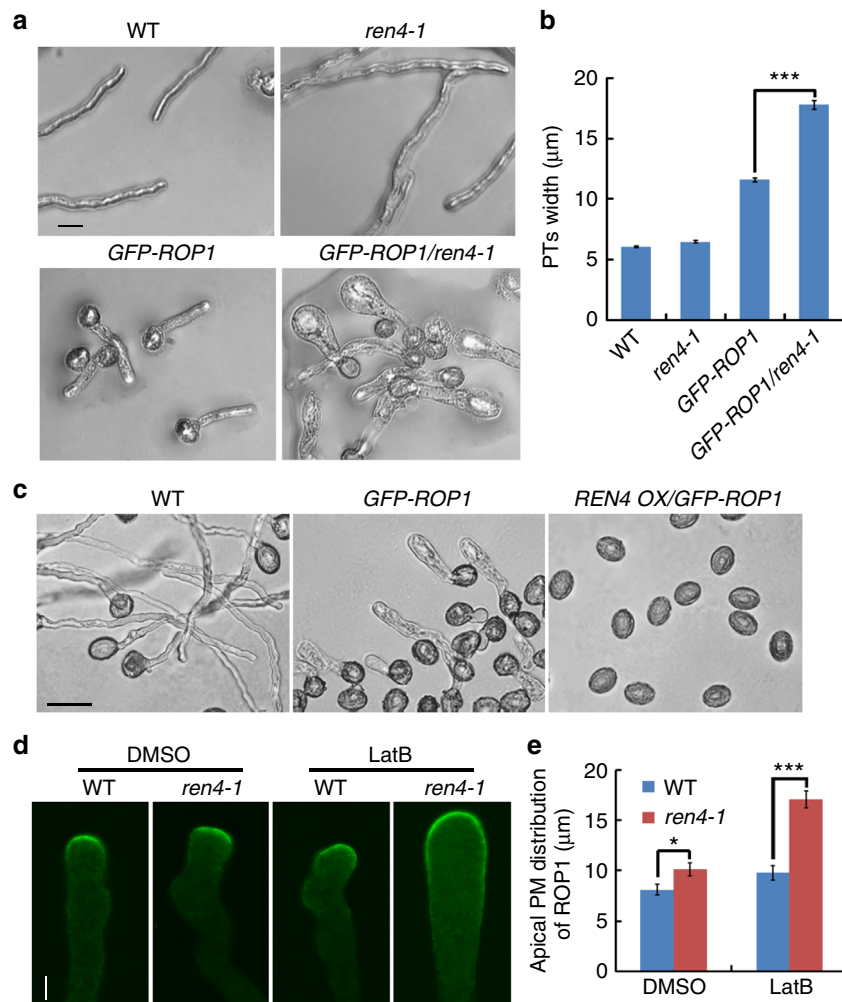 a
WT
ren4-1
GFP-ROP1
GFP-ROP1/ren4-1
b
PTs width (μm)
20
15
10
5
0
***
WT
ren4-1
GFP-ROP1
GFP-ROP1/ren4-1
c
WT
GFP-ROP1
REN4 OX/GFP-ROP1
d
DMSO
LatB
WT
ren4-1
WT
ren4-1
e
Apical PM distribution
of ROP1 (μm)
20
15
10
5
0
WT
ren4-1
*
***
DMSO
LatB